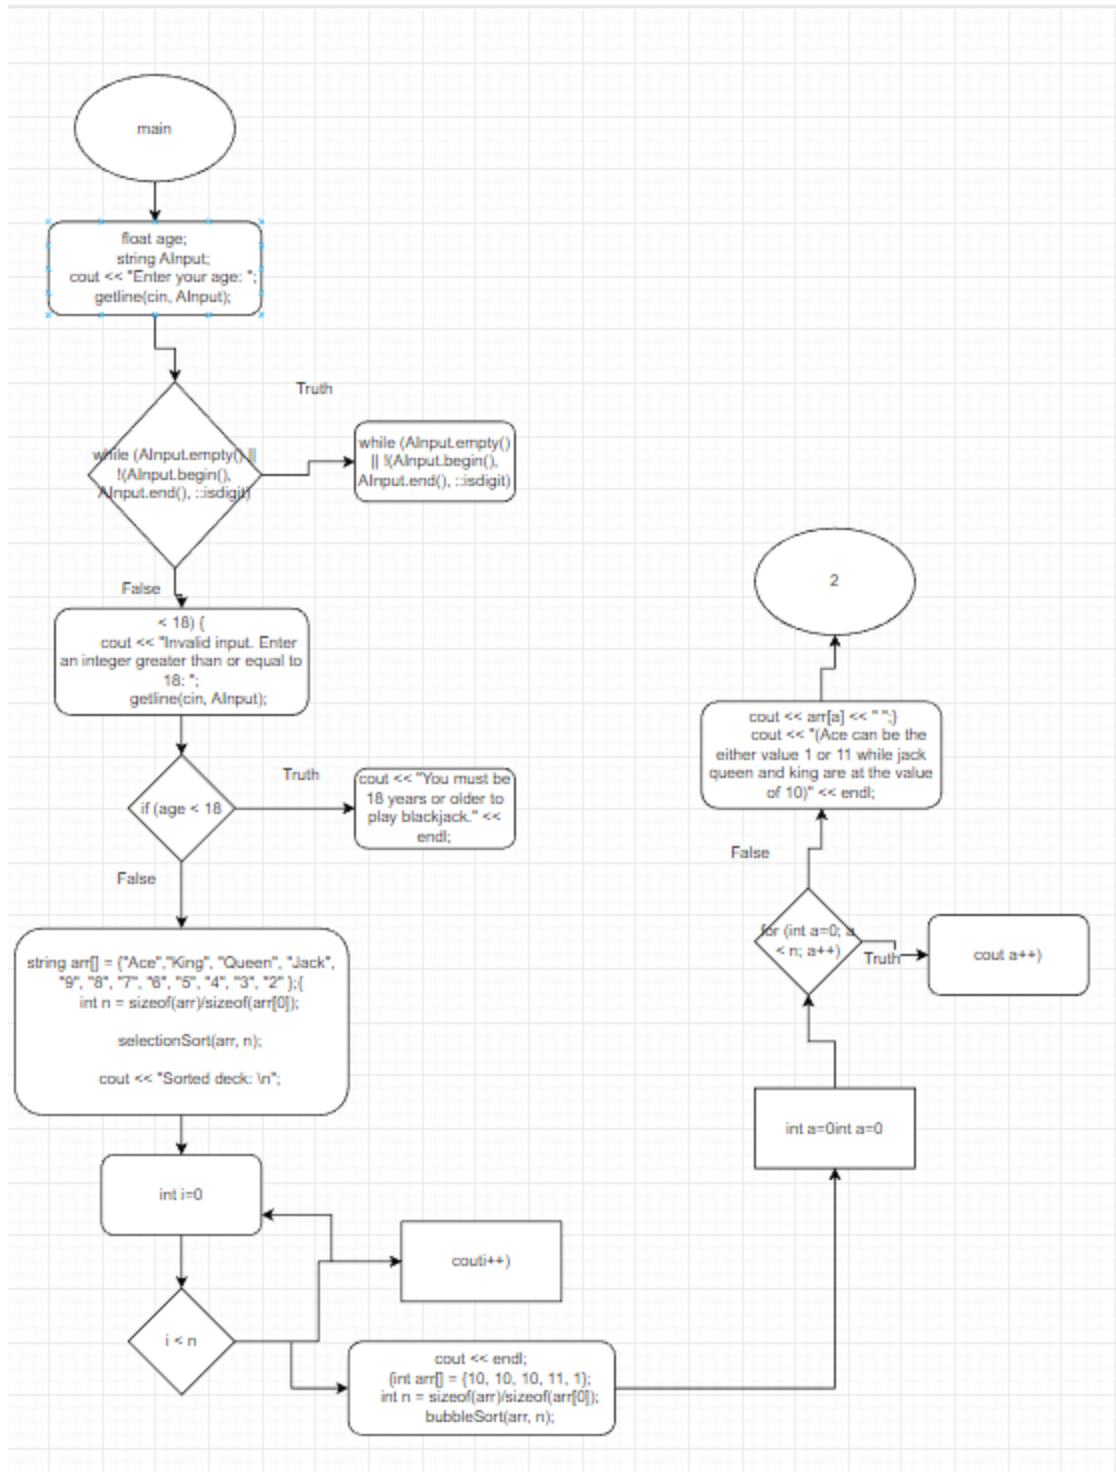 main
float age;
string AInput;
cout << "Enter your age: ";
getline(cin, AInput);
Truth
while (AInput.empty() ||
!(AInput.begin(),
AInput.end(), ::isdigit)
while (AInput.empty()
|| !(AInput.begin(),
AInput.end(), ::isdigit)
False
< 18) {
cout << "Invalid input. Enter
an integer greater than or equal to
18: ";
getline(cin, AInput);
if (age < 18
Truth
cout << "You must be
18 years or older to
play blackjack." <<
endl;
False
string arr[] = {"Ace","King", "Queen", "Jack",
"9", "8", "7", "6", "5", "4", "3", "2" };{
int n = sizeof(arr)/sizeof(arr[0]);
selectionSort(arr, n);
cout << "Sorted deck: \n";
int i=0
couti++)
i < n
cout << endl;
{int arr[] = {10, 10, 10, 11, 1};
int n = sizeof(arr)/sizeof(arr[0]);
bubbleSort(arr, n);
int a=0int a=0
for (int a=0; a
< n; a++)
Truth
cout a++)
False
cout << arr[a] << " ";}
cout << "(Ace can be the
either value 1 or 11 while jack
queen and king are at the value
of 10)" << endl;
2